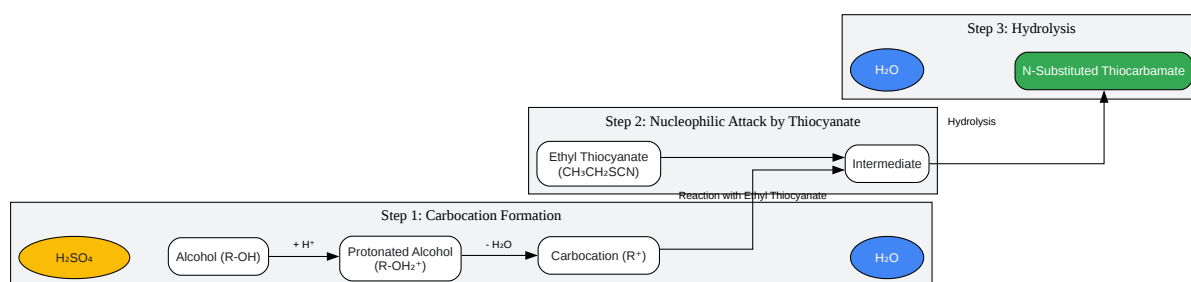 Step 3: Hydrolysis
H₂O
N-Substituted Thiocarbamate
Step 2: Nucleophilic Attack by Thiocyanate
Hydrolysis
Ethyl Thiocyanate
(CH₃CH₂SCN)
Intermediate
Reaction with Ethyl Thiocyanate
Step 1: Carbocation Formation
H₂SO₄
Alcohol (R-OH)
+ H⁺
Protonated Alcohol
(R-OH₂⁺)
- H₂O
Carbocation (R⁺)
H₂O